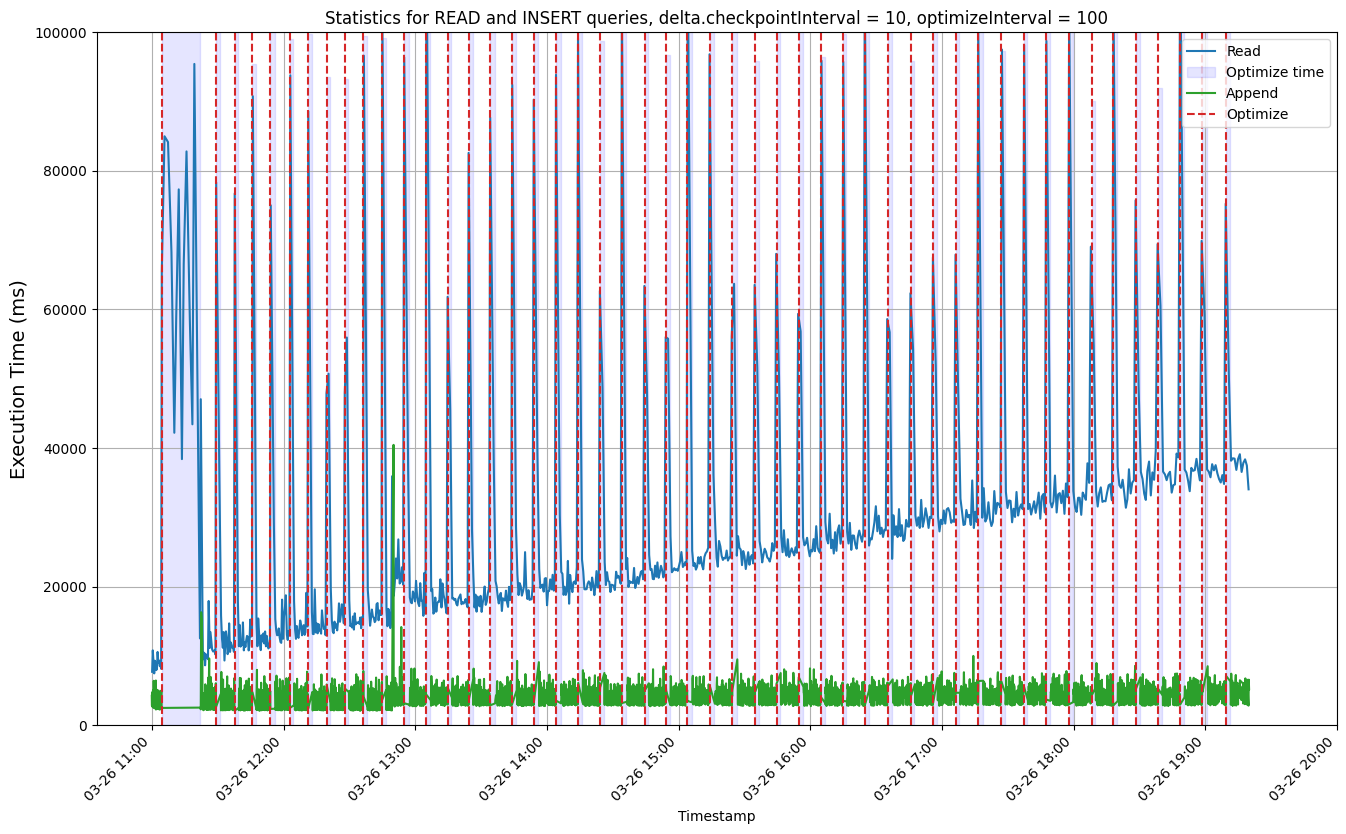 Statistics for READ and INSERT queries, delta.checkpointInterval = 10, optimizeInterval = 100
Execution Time (ms)
100000
80000
60000
40000
20000
0
Read
Optimize time
Append
Optimize
03-26 11:00
03-26 12:00
03-26 13:00
03-26 14:00
03-26 15:00
03-26 16:00
03-26 17:00
03-26 18:00
03-26 19:00
03-26 20:00
Timestamp